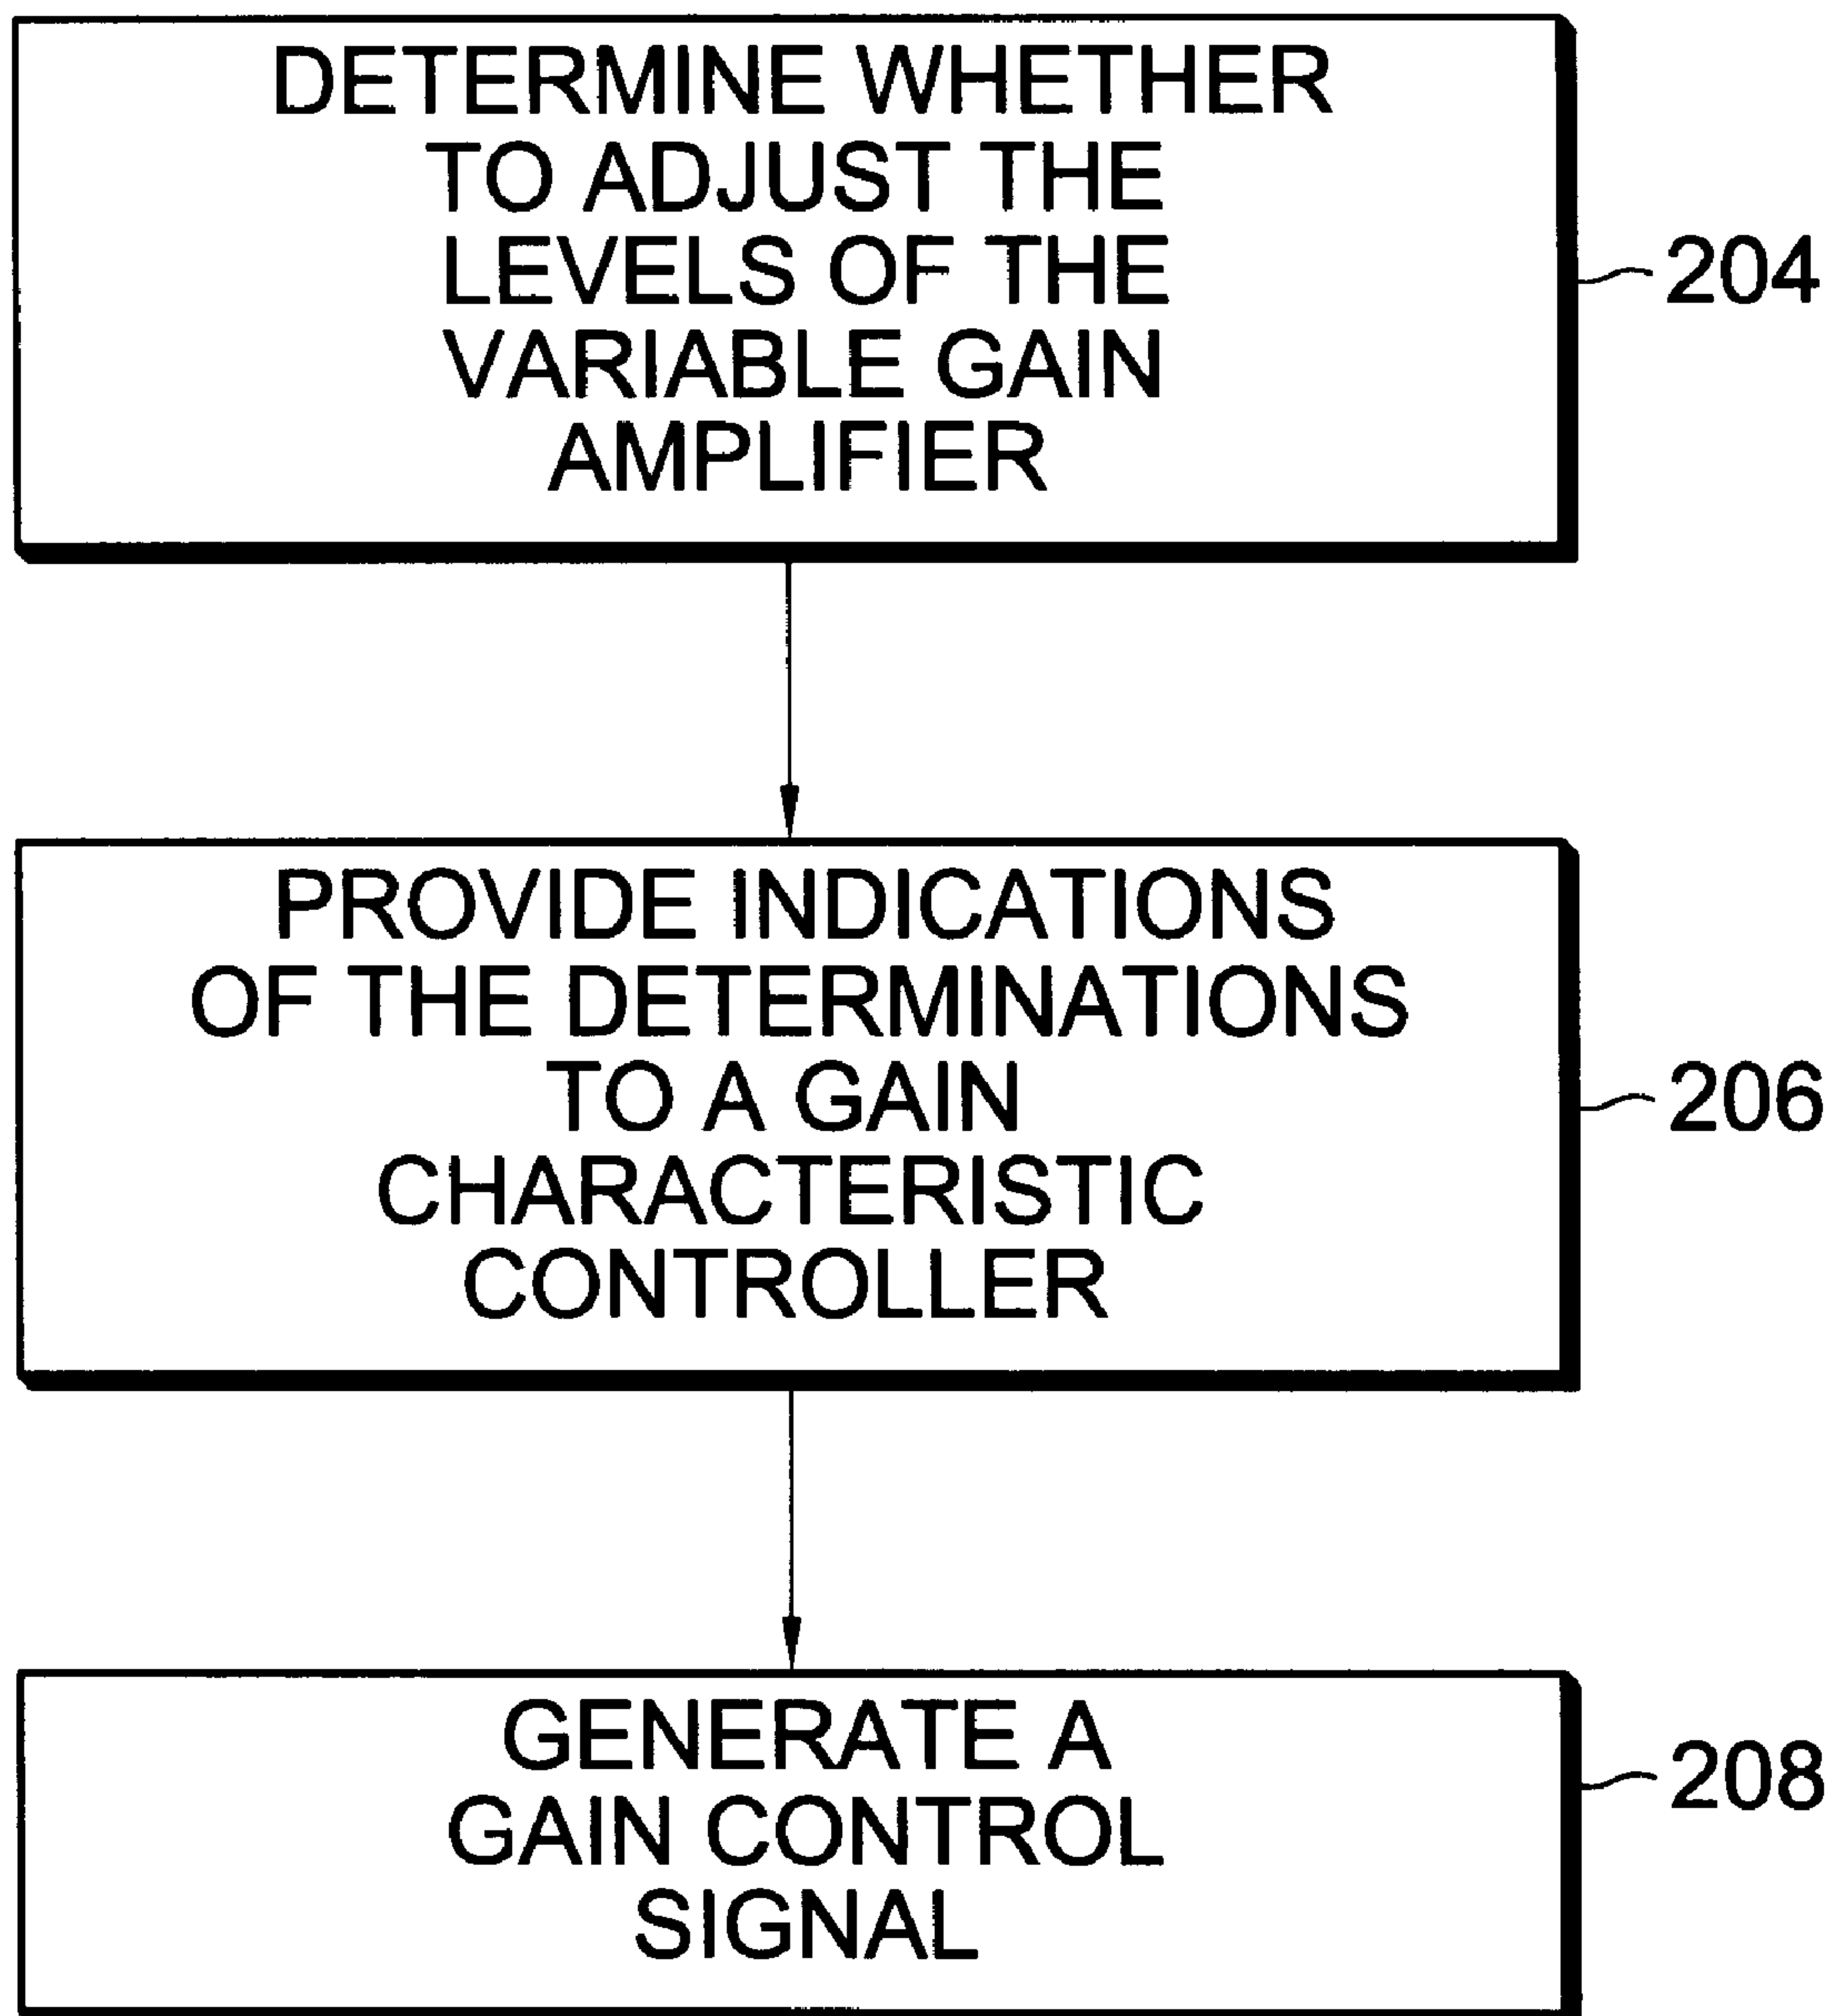 DETERMINE WHETHER
TO ADJUST THE
LEVELS OF THE
VARIABLE GAIN
AMPLIFIER
204
PROVIDE INDICATIONS
OF THE DETERMINATIONS
TO A GAIN
CHARACTERISTIC
CONTROLLER
206
GENERATE A
GAIN CONTROL
SIGNAL
208